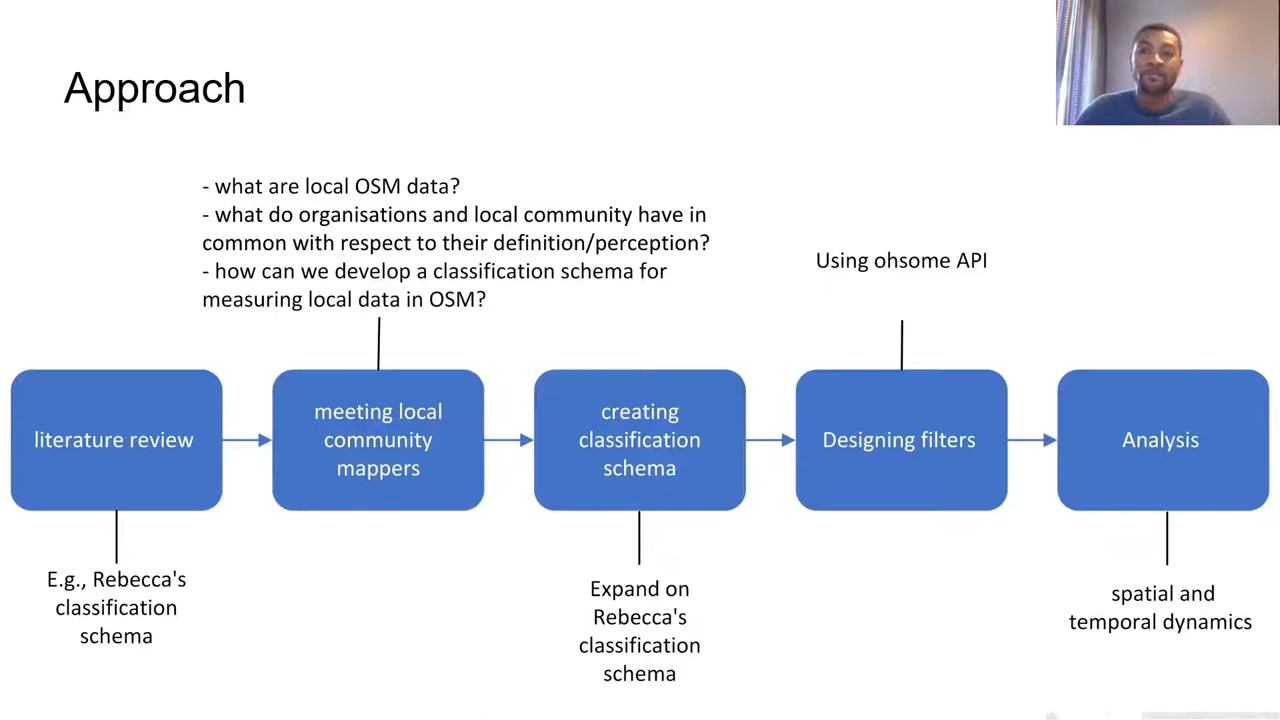 Approach
- what are local OSM data?
- what do organisations and local community have in
common with respect to their definition/perception?
- how can we develop a classification schema for
measuring local data in OSM?
Using ohsome API
literature review
meeting local
community
mappers
creating
classification
schema
Designing filters
Analysis
E.g., Rebecca's
classification
schema
Expand on
Rebecca's
classification
schema
spatial and
temporal dynamics